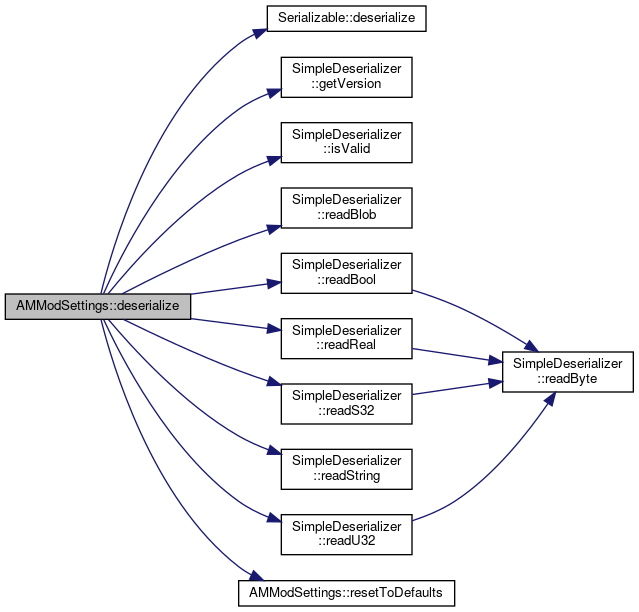 Serializable::deserialize
SimpleDeserializer
::getVersion
SimpleDeserializer
::isValid
SimpleDeserializer
::readBlob
SimpleDeserializer
::readBool
AMModSettings::deserialize
SimpleDeserializer
::readReal
SimpleDeserializer
::readByte
SimpleDeserializer
::readS32
SimpleDeserializer
::readString
SimpleDeserializer
::readU32
AMModSettings::resetToDefaults